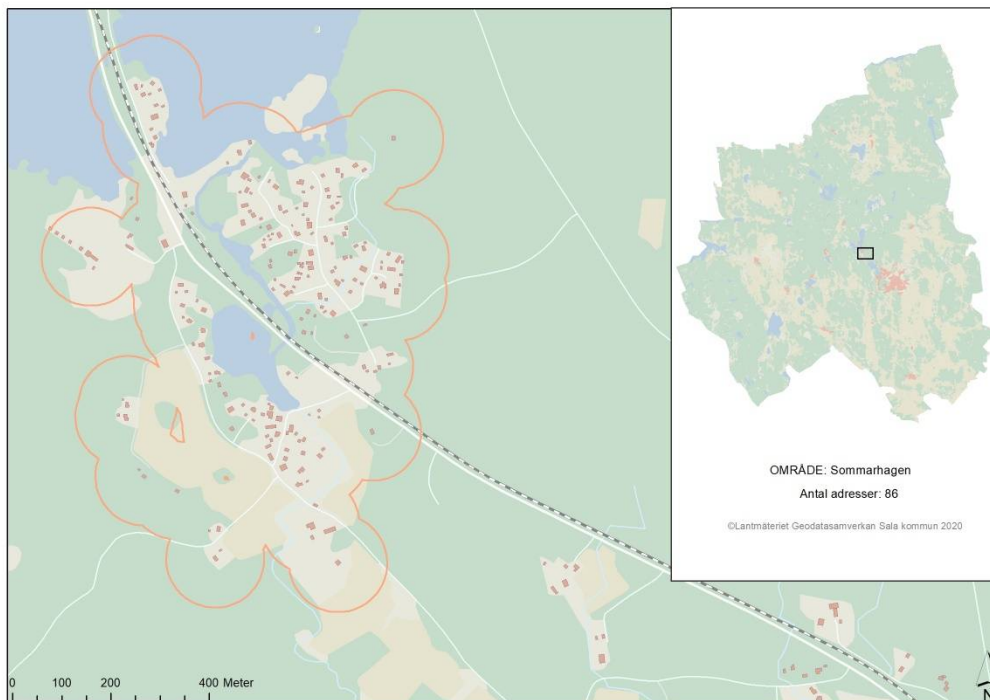 OMRÅDE: Sommarhagen
Antal adresser: 86
©Lantmäteriet Geodatasamverkan Sala kommun 2020
0 100 200 400 Meter
N